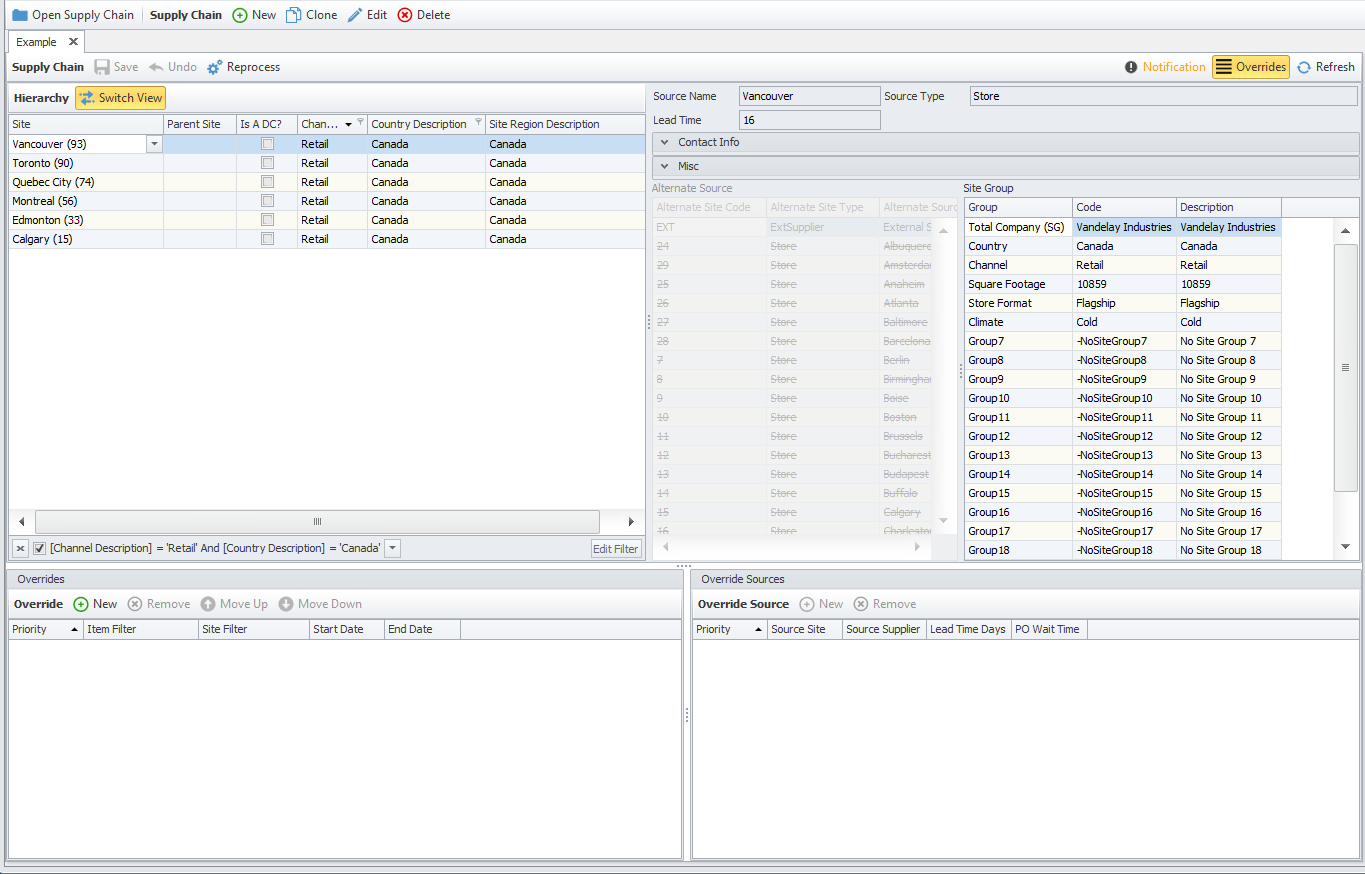 Open Supply Chain Supply Chain New Clone Edit Delete
Example
Supply Chain Save Undo Reprocess Notification Overrides Refresh
Hierarchy Switch View
Site Parent Site Is A DC? Chan... Country Description Site Region Description
Vancouver (93) Retail Canada Canada
Toronto (90) Retail Canada Canada
Quebec City (74) Retail Canada Canada
Montreal (56) Retail Canada Canada
Edmonton (33) Retail Canada Canada
Calgary (15) Retail Canada Canada
[Channel Description] = 'Retail' And [Country Description] = 'Canada' Edit Filter
Source Name Vancouver Source Type Store
Lead Time 16
Contact Info
Misc
Alternate Source
Alternate Site Code Alternate Site Type Alternate Sourc
EXT ExtSupplier External S
24 Store Albuquerc
29 Store Amsterdar
25 Store Anaheim
26 Store Atlanta
27 Store Baltimore
28 Store Barcelona
7 Store Berlin
8 Store Birminghar
9 Store Boise
10 Store Boston
11 Store Brussels
12 Store Bucharest
13 Store Budapest
14 Store Buffalo
15 Store Calgary
16 Store Charleston
Site Group
Group Code Description
Total Company (SG) Vandelay Industries Vandelay Industries
Country Canada Canada
Channel Retail Retail
Square Footage 10859 10859
Store Format Flagship Flagship
Climate Cold Cold
Group7 -NoSiteGroup7 No Site Group 7
Group8 -NoSiteGroup8 No Site Group 8
Group9 -NoSiteGroup9 No Site Group 9
Group10 -NoSiteGroup10 No Site Group 10
Group11 -NoSiteGroup11 No Site Group 11
Group12 -NoSiteGroup12 No Site Group 12
Group13 -NoSiteGroup13 No Site Group 13
Group14 -NoSiteGroup14 No Site Group 14
Group15 -NoSiteGroup15 No Site Group 15
Group16 -NoSiteGroup16 No Site Group 16
Group17 -NoSiteGroup17 No Site Group 17
Group18 -NoSiteGroup18 No Site Group 18
Overrides
Override New Remove Move Up Move Down
Priority Item Filter Site Filter Start Date End Date
Override Sources
Override Source New Remove
Priority Source Site Source Supplier Lead Time Days PO Wait Time